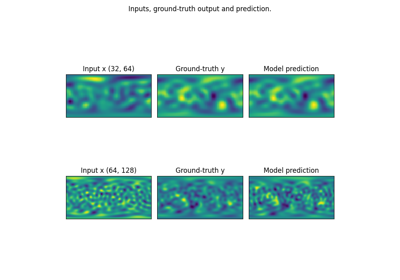 Inputs, ground-truth output and prediction.
Input x (32, 64)
Ground-truth y
Model prediction
Input x (64, 128)
Ground-truth y
Model prediction